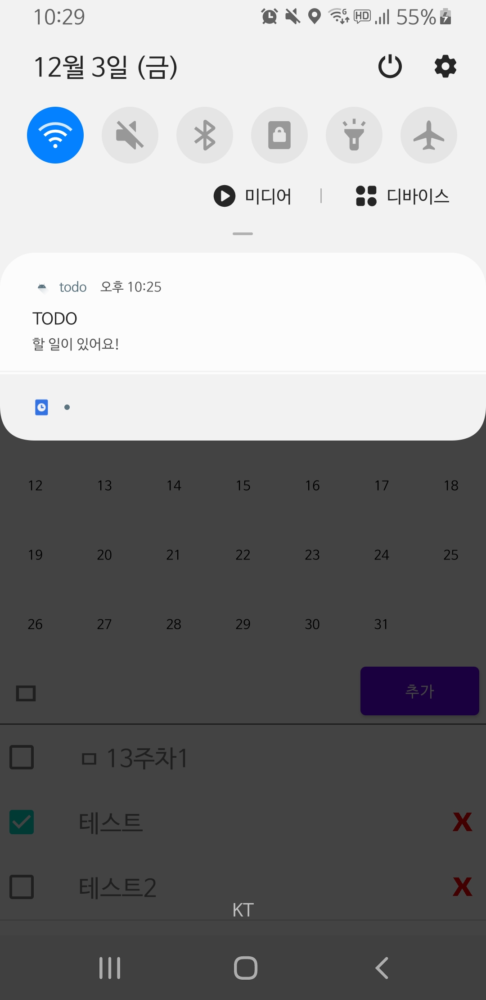 10:29 55%
12월 3일 (금)
미디어 | 디바이스
todo 오후 10:25
TODO
할 일이 있어요!
12 13 14 15 16 17 18
19 20 21 22 23 24 25
26 27 28 29 30 31
ㅁ 추가
ㅁ 13주차1
테스트 X
테스트2 X
KT